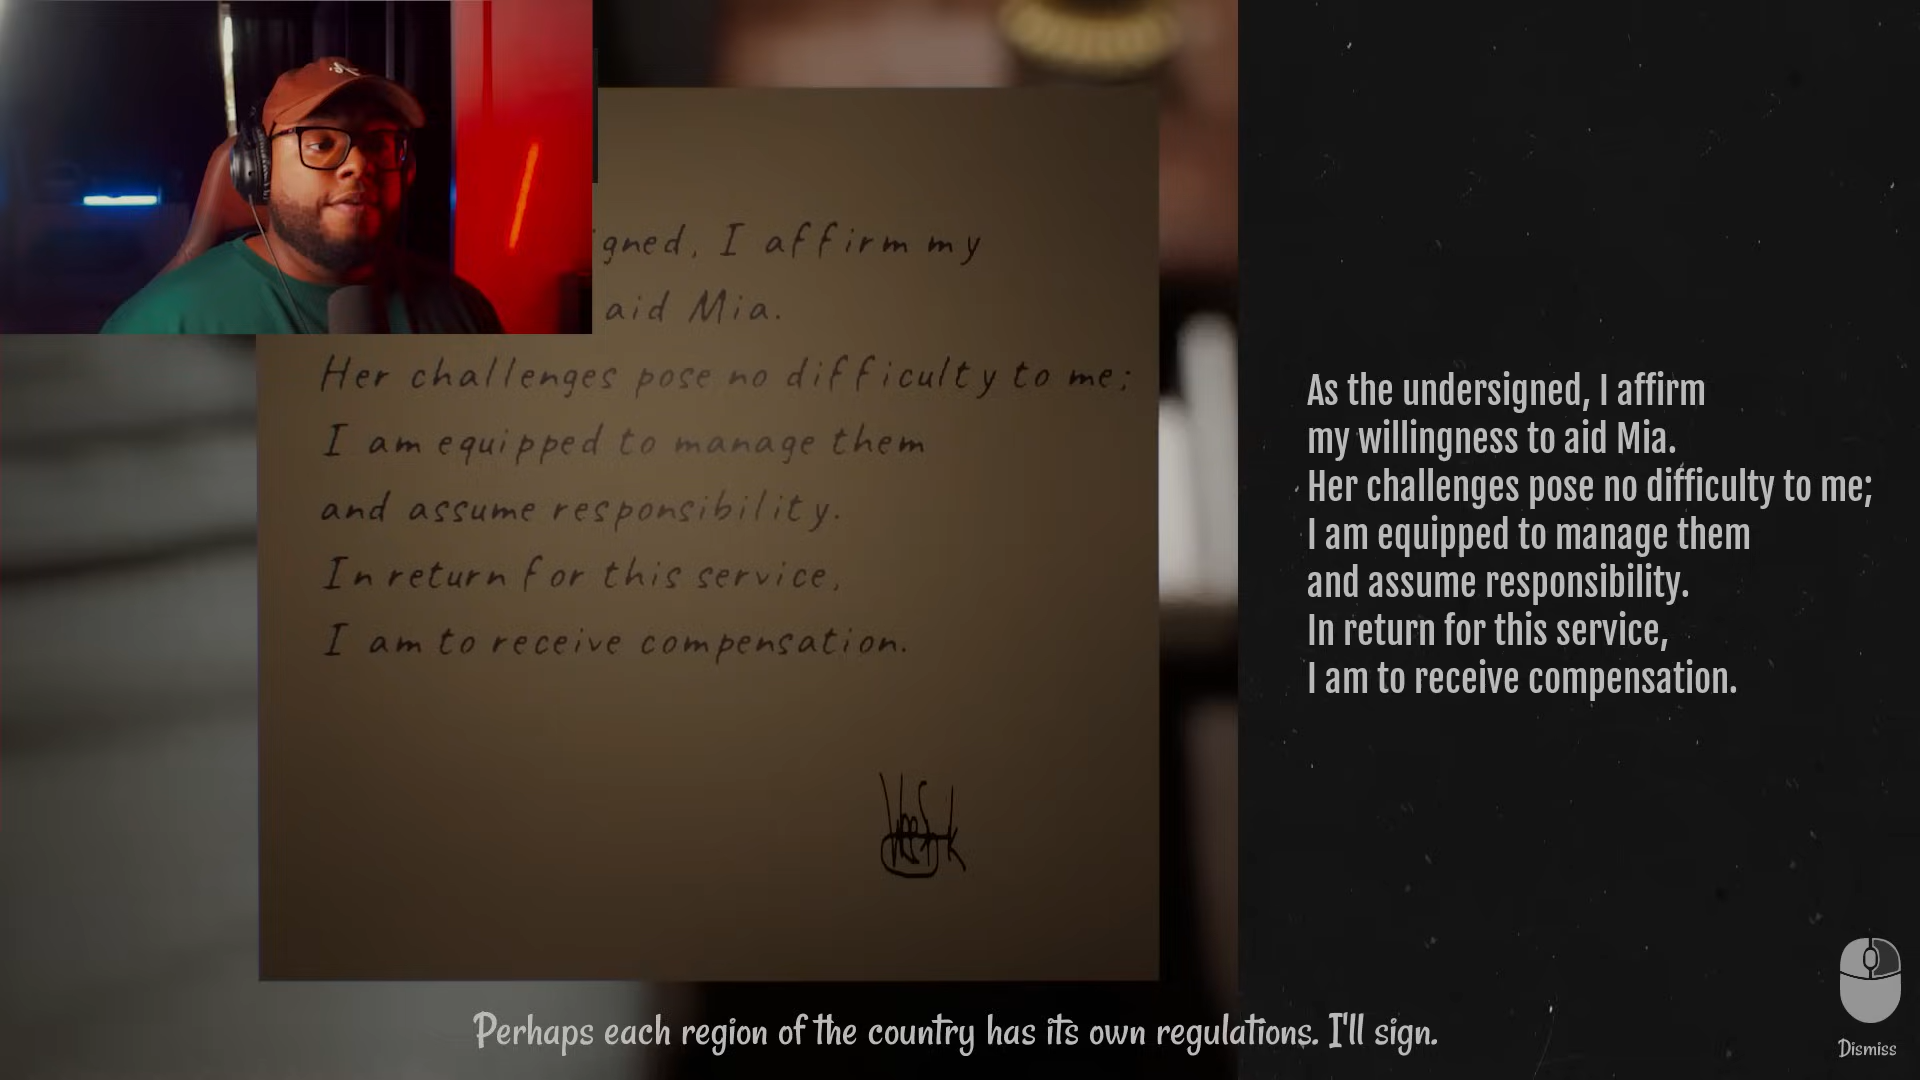 igned, I affirm my
aid Mia.
Her challenges pose no difficulty to me;
I am equipped to manage them
and assume responsibility.
In return for this service,
I am to receive compensation.
As the undersigned, I affirm
my willingness to aid Mia.
Her challenges pose no difficulty to me;
I am equipped to manage them
and assume responsibility.
In return for this service,
I am to receive compensation.
Perhaps each region of the country has its own regulations. I'll sign.
Dismiss